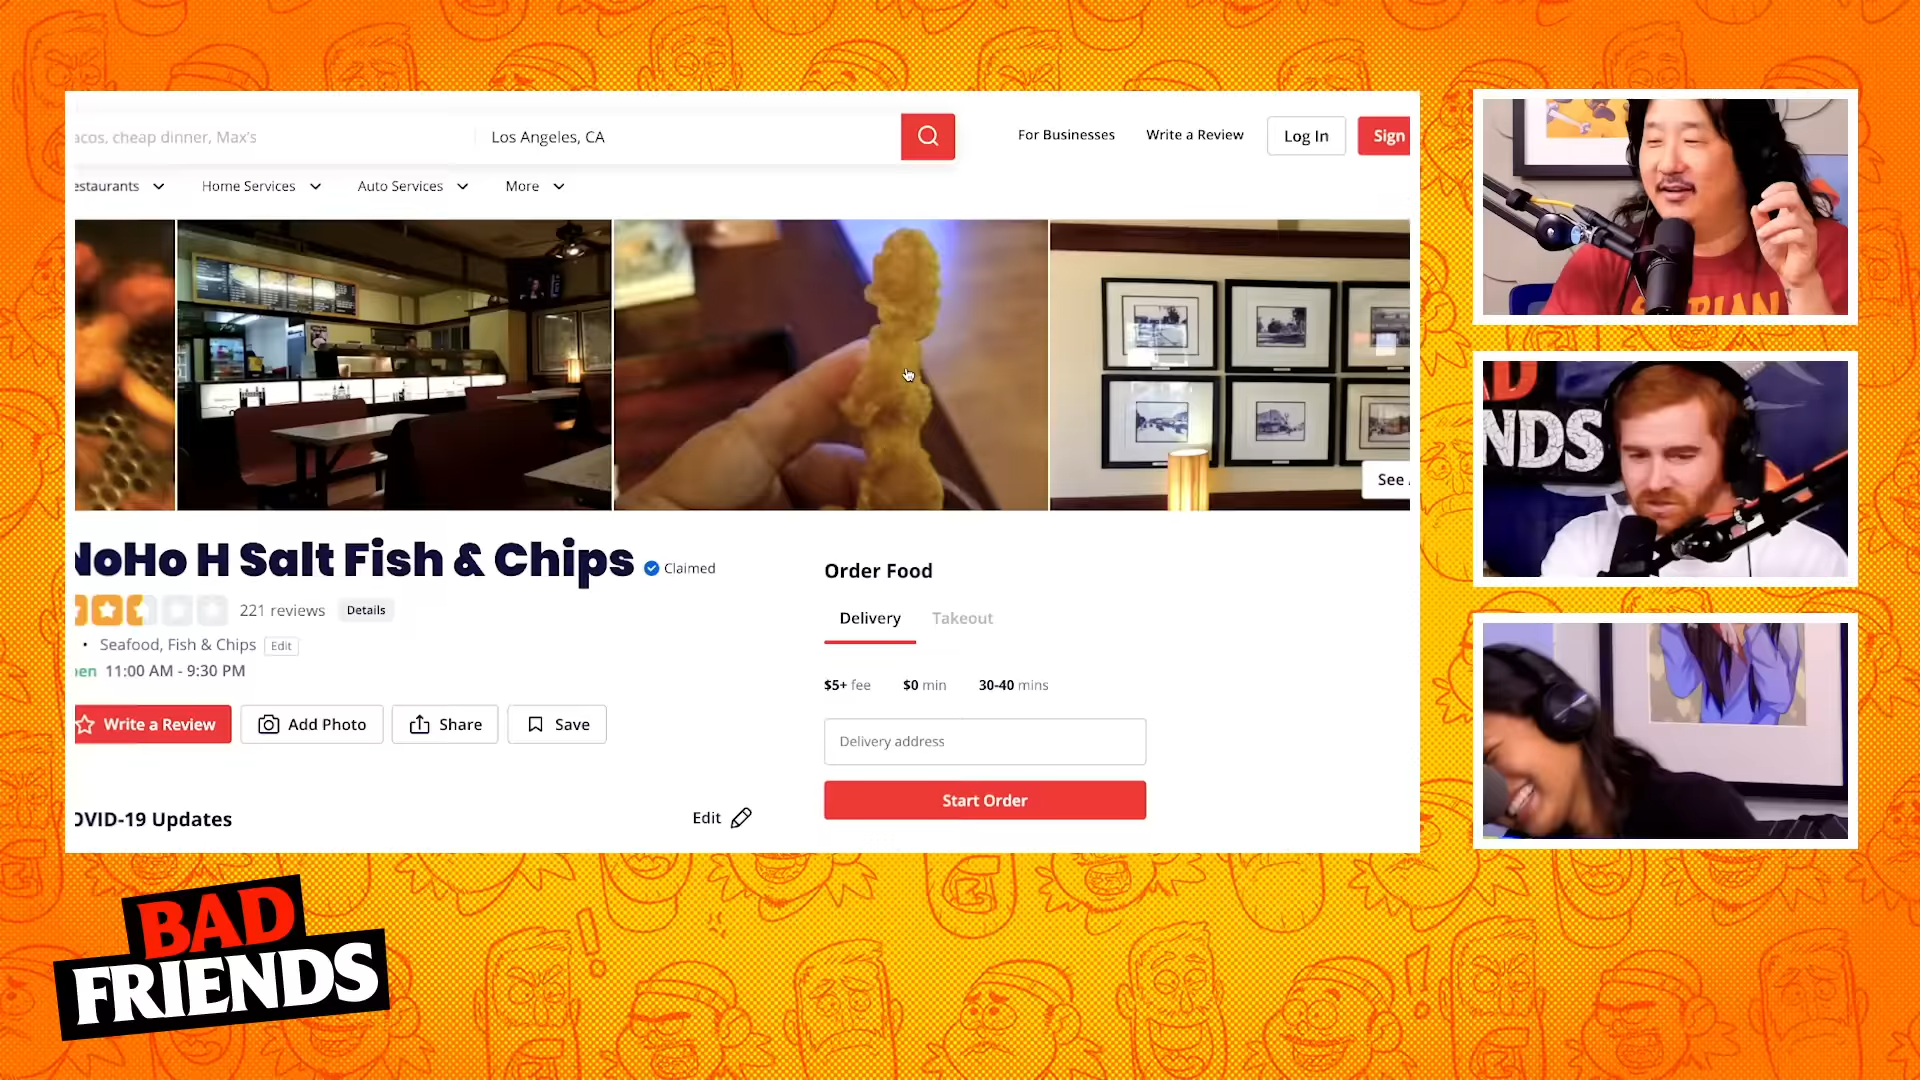 acos, cheap dinner, Max's
Los Angeles, CA
For Businesses
Write a Review
Log In
Sign
estaurants
Home Services
Auto Services
More
See
NoHo H Salt Fish & Chips
Claimed
221 reviews
Details
• Seafood, Fish & Chips
Edit
en 11:00 AM - 9:30 PM
Write a Review
Add Photo
Share
Save
OVID-19 Updates
Edit
Order Food
Delivery
Takeout
$5+ fee
$0 min
30-40 mins
Delivery address
Start Order
NDS
BAD
FRIENDS